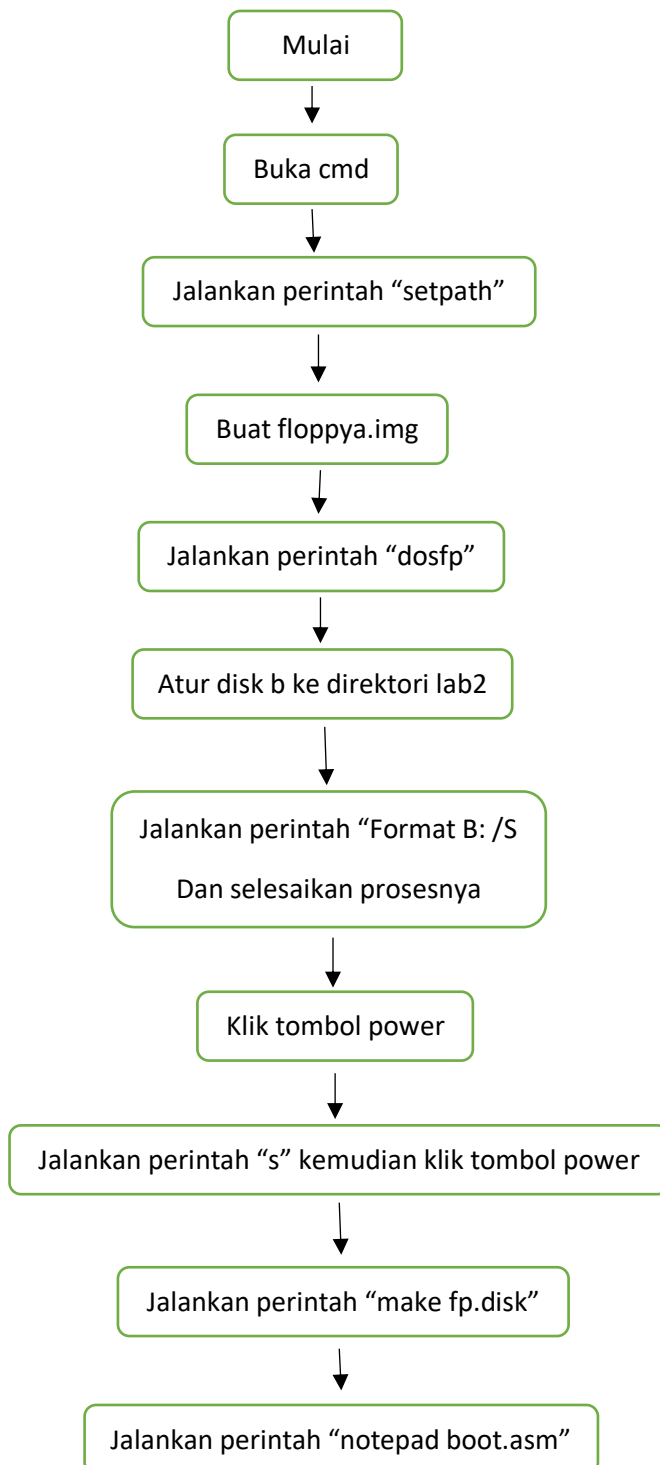 Mulai
Buka cmd
Jalankan perintah “setpath”
Buat floppya.img
Jalankan perintah “dosfp”
Atur disk b ke direktori lab2
Jalankan perintah “Format B: /S
Dan selesaikan prosesnya
Klik tombol power
Jalankan perintah “s” kemudian klik tombol power
Jalankan perintah “make fp.disk”
Jalankan perintah “notepad boot.asm”